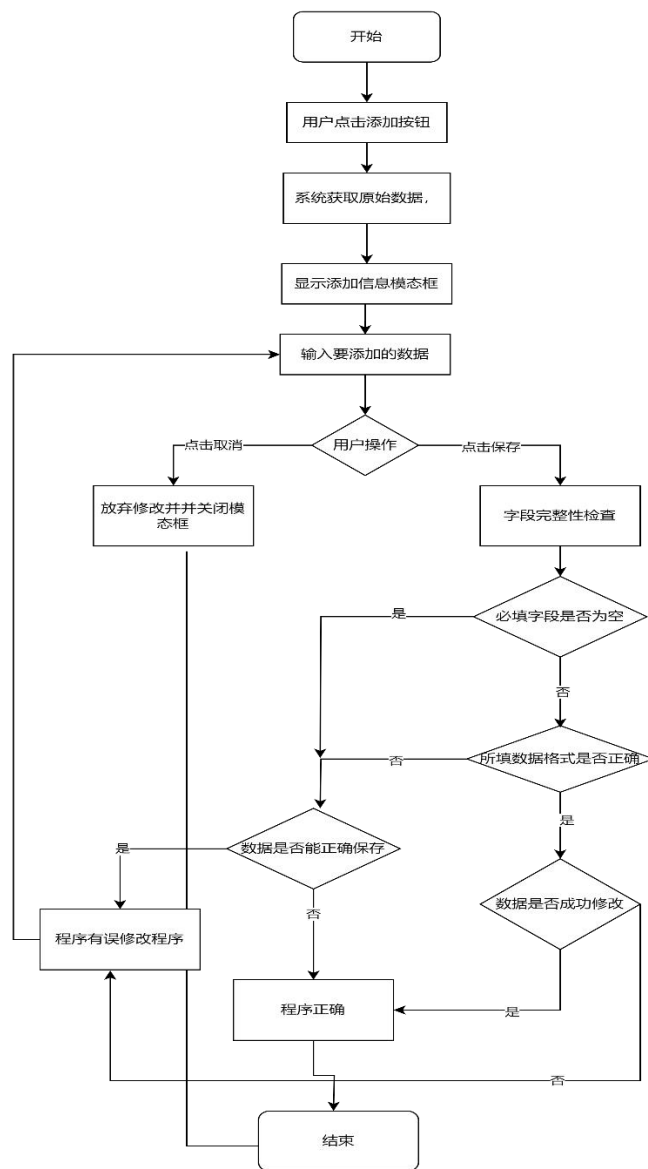 开始
用户点击添加按钮
系统获取原始数据,
显示添加信息模态框
输入要添加的数据
用户操作
点击取消
点击保存
放弃修改并并关闭模
态框
字段完整性检查
必填字段是否为空
是
否
所填数据格式是否正确
否
是
数据是否能正确保存
是
否
数据是否成功修改
程序有误修改程序
程序正确
是
否
结束